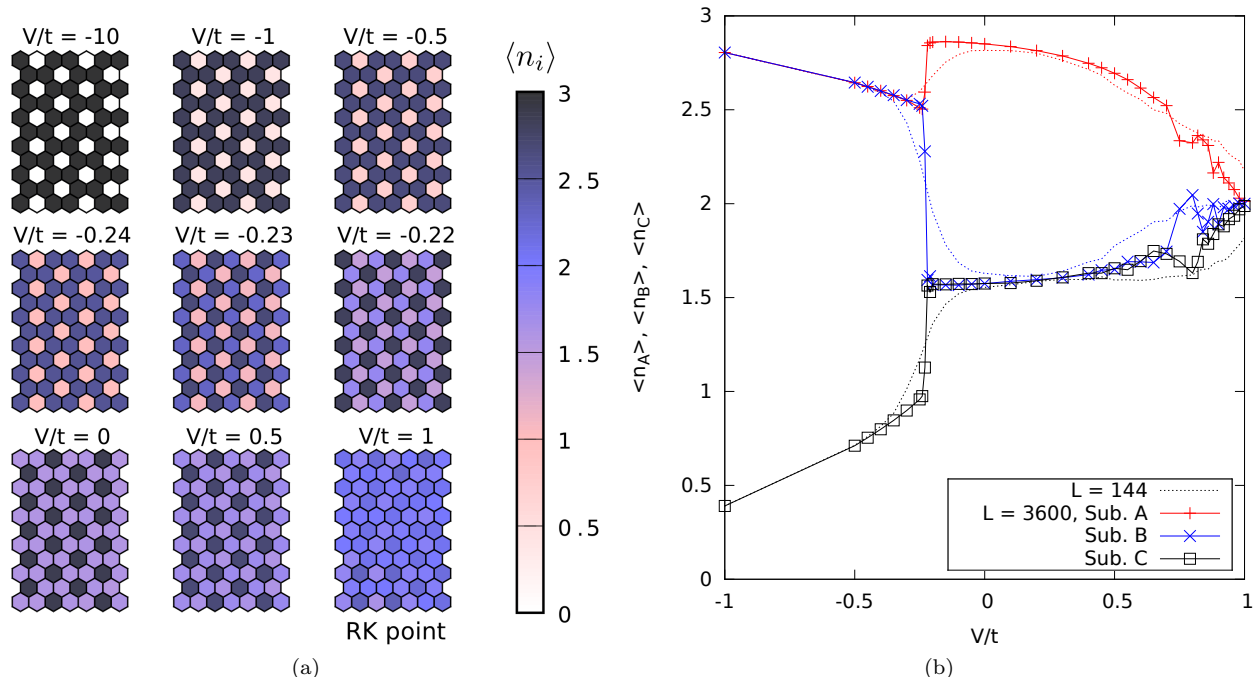 V/t = -10
V/t = -1
V/t = -0.5
V/t = -0.24
V/t = -0.23
V/t = -0.22
V/t = 0
V/t = 0.5
V/t = 1
RK point
⟨n_i⟩
3
2.5
2
1.5
1
0.5
0
(a)
3
2.5
2
1.5
1
0.5
0
<n_A>, <n_B>, <n_C>
-1
-0.5
0
0.5
1
V/t
L = 144
L = 3600, Sub. A
Sub. B
Sub. C
(b)